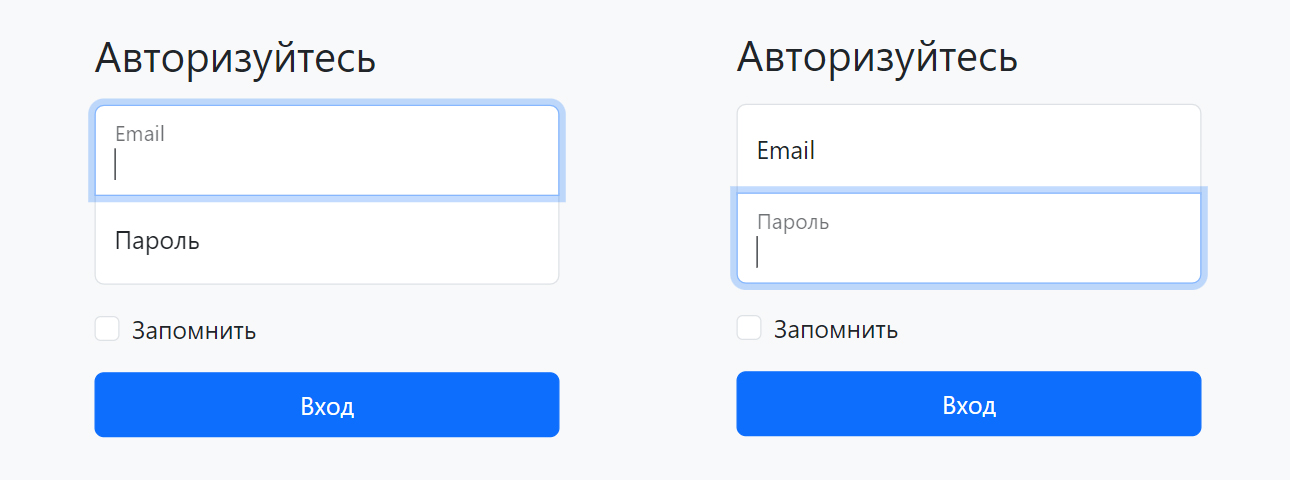 Авторизуйтесь
Email
Пароль
Запомнить
Вход
Авторизуйтесь
Email
Пароль
Запомнить
Вход